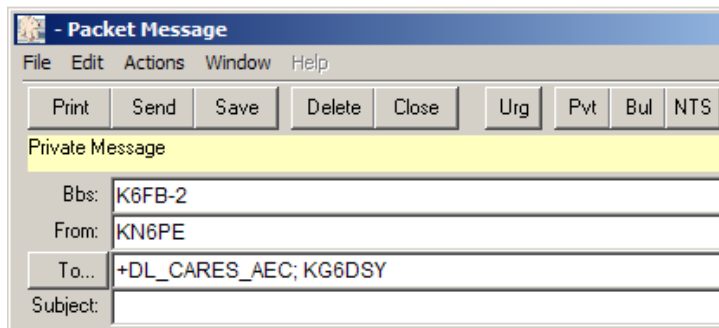 - Packet Message
File Edit Actions Window Help
Print Send Save Delete Close Urg Pvt Bul NTS
Private Message
Bbs: K6FB-2
From: KN6PE
To... +DL_CARES_AEC; KG6DSY
Subject: